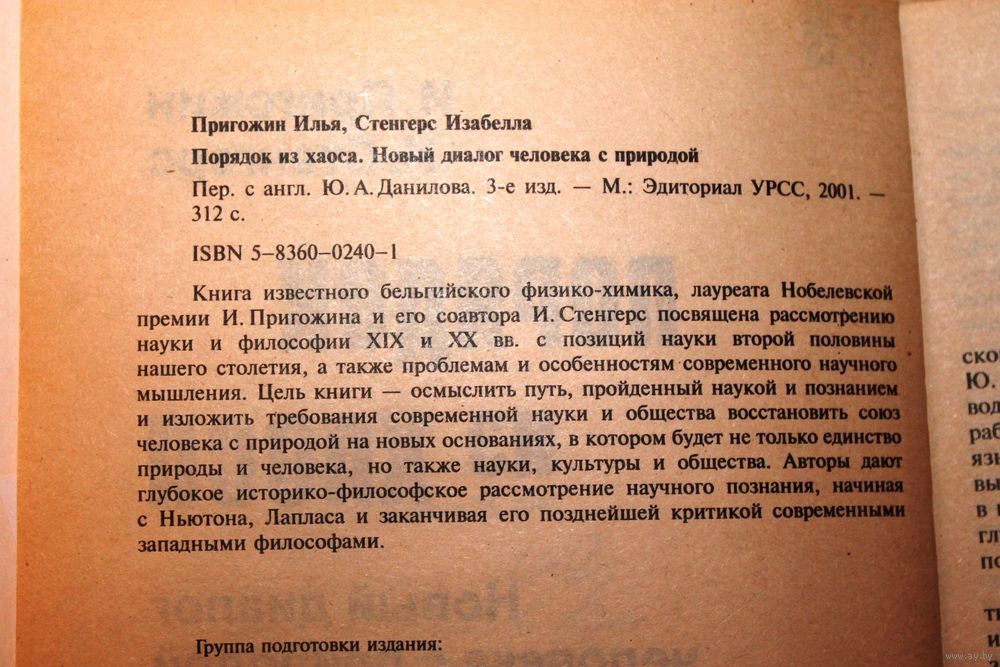 Пригожин Илья, Стенгерс Изабелла
Порядок из хаоса. Новый диалог человека с природой
Пер. с англ. Ю. А. Данилова. 3-е изд. — М.: Эдиториал УРСС, 2001. —
312 с.
ISBN 5–8360–0240–1
Книга известного бельгийского физико-химика, лауреата Нобелевской
премии И. Пригожина и его соавтора И. Стенгерс посвящена рассмотрению
науки и философии XIX и XX вв. с позиций науки второй половины
нашего столетия, а также проблемам и особенностям современного научного
мышления. Цель книги — осмыслить путь, пройденный наукой и познанием
и изложить требования современной науки и общества восстановить союз
человека с природой на новых основаниях, в котором будет не только единство
природы и человека, но также науки, культуры и общества. Авторы дают
глубокое историко-философское рассмотрение научного познания, начиная
с Ньютона, Лапласа и заканчивая его позднейшей критикой современными
западными философами.
Группа подготовки издания:
www.ay.by